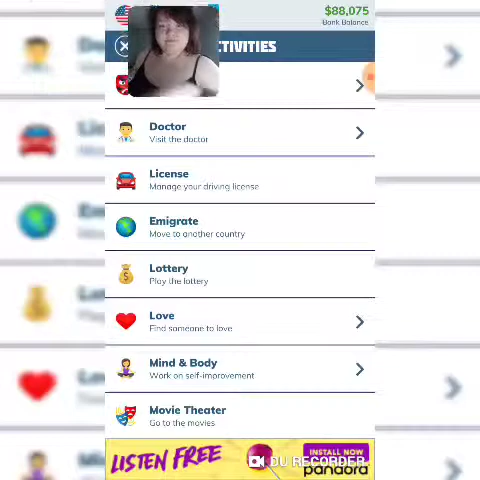 $88,075
Bank Balance
CTIVITIES
Doctor
Visit the doctor
License
Manage your driving license
Emigrate
Move to another country
Lottery
Play the lottery
Love
Find someone to love
Mind & Body
Work on self-improvement
Movie Theater
Go to the movies
LISTEN FREE
INSTALL NOW
DU RECORDER
pandora